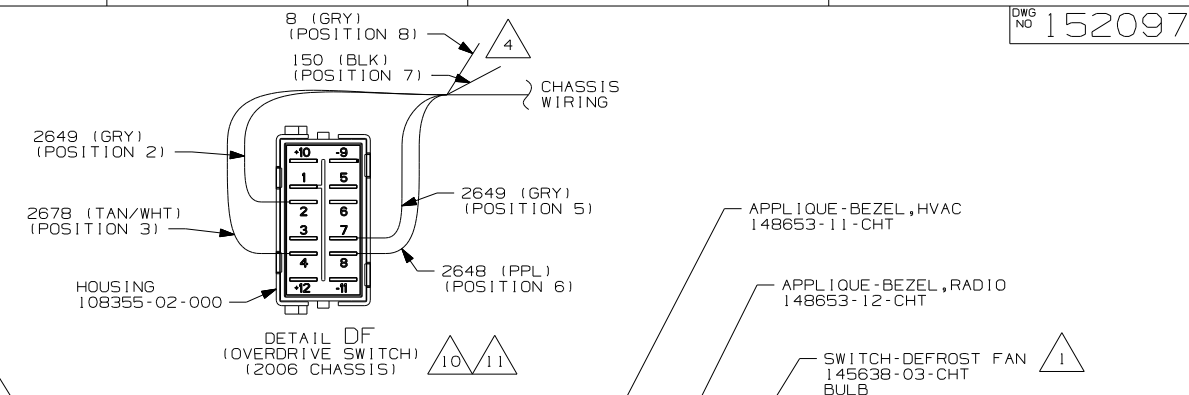 8 (GRY)
(POSITION 8)
4
DWG
NO 152097
150 (BLK)
(POSITION 7)
CHASSIS
WIRING
2649 (GRY)
(POSITION 2)
+10 -9
1 5
2 6
3 7
4 8
+12 -11
2649 (GRY)
(POSITION 5)
2678 (TAN/WHT)
(POSITION 3)
2648 (PPL)
(POSITION 6)
HOUSING
108355-02-000
DETAIL DF
(OVERDRIVE SWITCH)
(2006 CHASSIS)
10 11
APPLIQUE-BEZEL,HVAC
148653-11-CHT
APPLIQUE-BEZEL,RADIO
148653-12-CHT
SWITCH-DEFROST FAN
145638-03-CHT
BULB
1